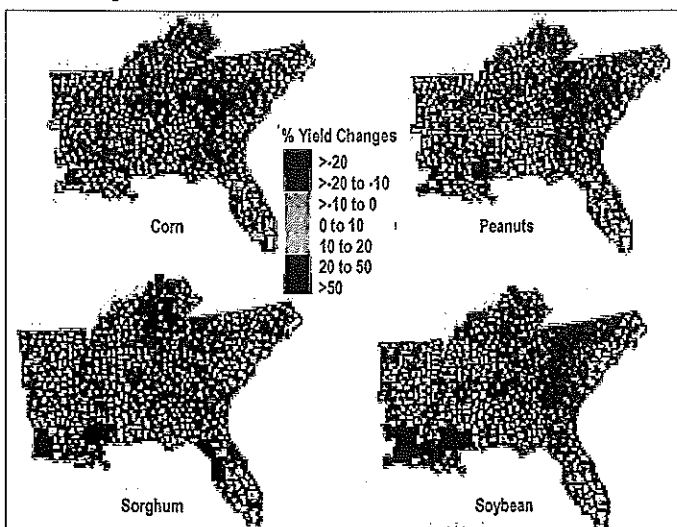 % Yield Changes
>-20
>-20 to -10
>-10 to 0
0 to 10
10 to 20
20 to 50
>50
Corn
Peanuts
Sorghum
Soybean